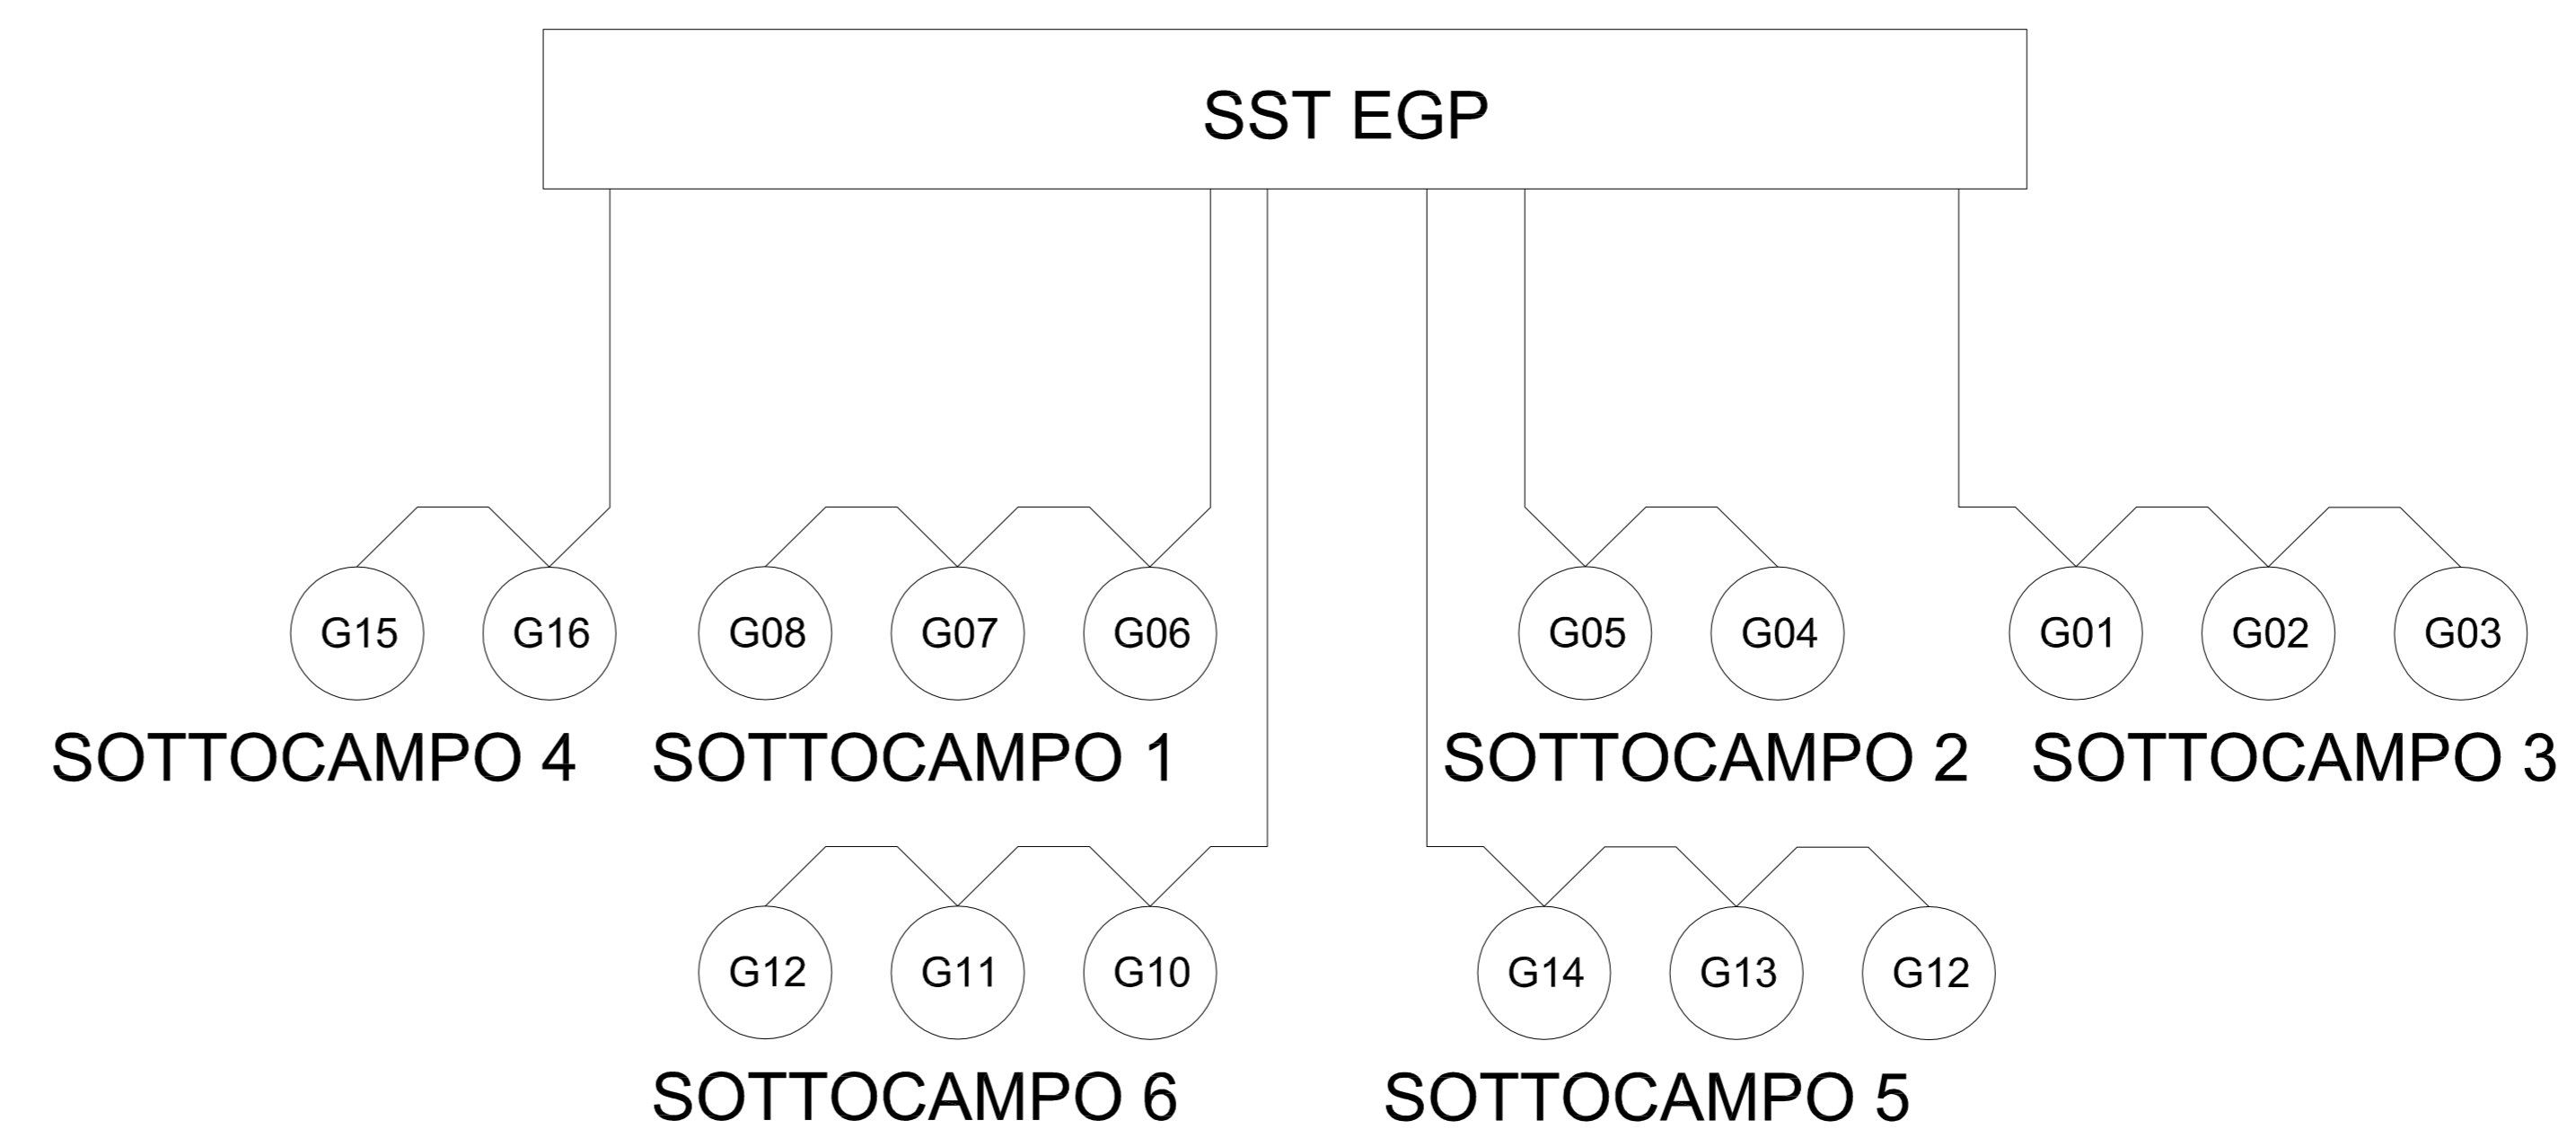 SST EGP
G15 G16 G08 G07 G06 G05 G04 G01 G02 G03
SOTTOCAMPO 4 SOTTOCAMPO 1 SOTTOCAMPO 2 SOTTOCAMPO 3
G12 G11 G10 G14 G13 G12
SOTTOCAMPO 6 SOTTOCAMPO 5